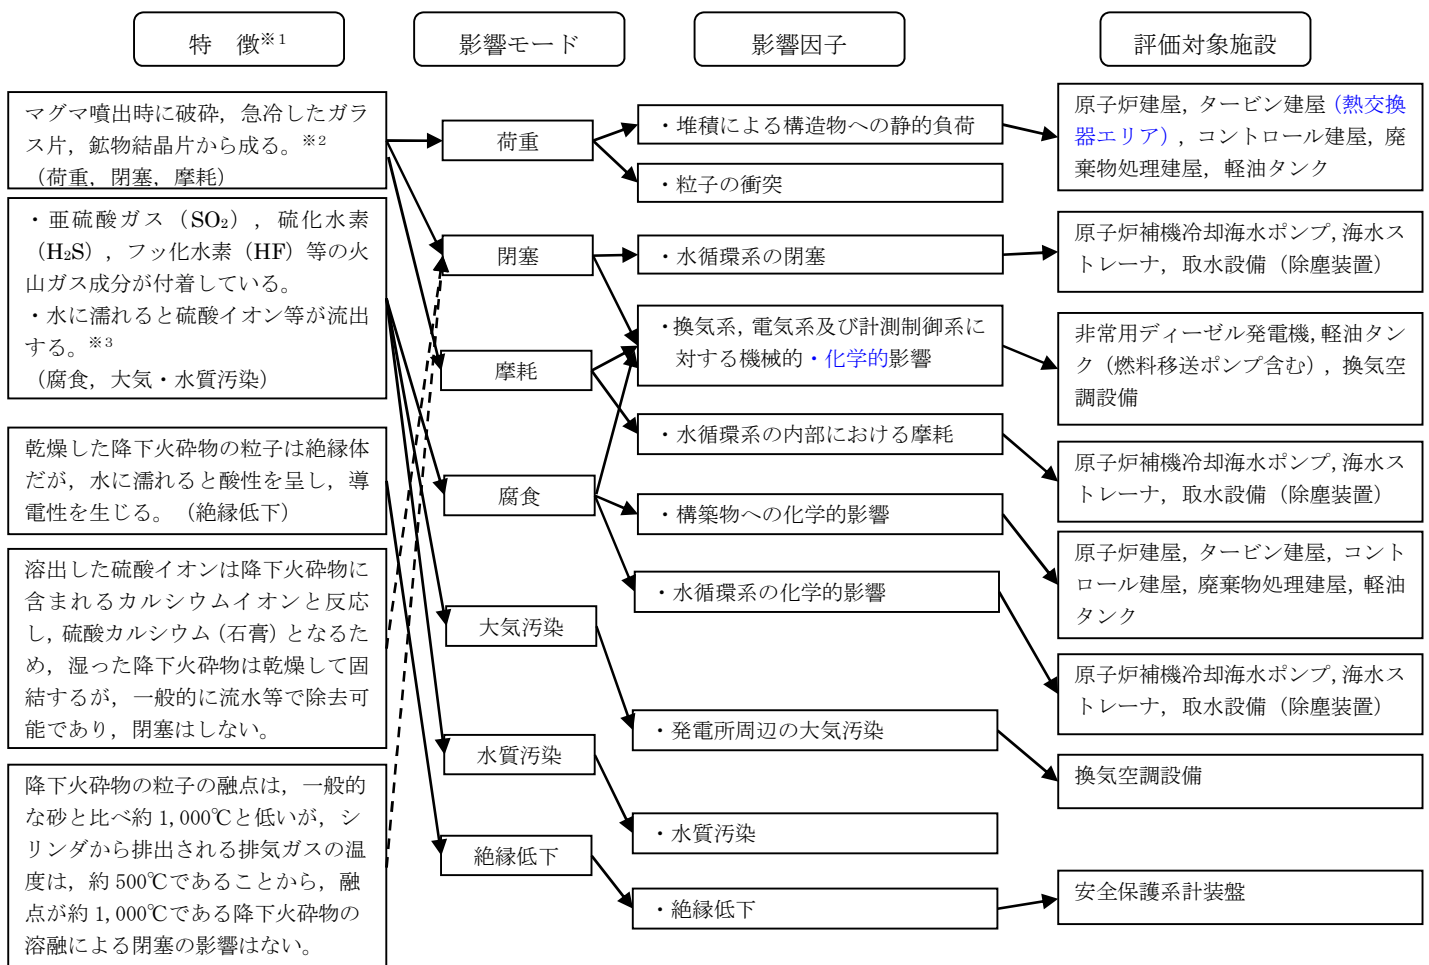 特　徴※1
影響モード
影響因子
評価対象施設
マグマ噴出時に破砕，急冷したガラ
ス片，鉱物結晶片から成る。※2
（荷重，閉塞，摩耗）
・亜硫酸ガス（SO₂），硫化水素
（H₂S），フッ化水素（HF）等の火
山ガス成分が付着している。
・水に濡れると硫酸イオン等が流出
する。※3
（腐食，大気・水質汚染）
乾燥した降下火砕物の粒子は絶縁体
だが，水に濡れると酸性を呈し，導
電性を生じる。（絶縁低下）
溶出した硫酸イオンは降下火砕物に
含まれるカルシウムイオンと反応
し，硫酸カルシウム（石膏）となるた
め，湿った降下火砕物は乾燥して固
結するが，一般的に流水等で除去可
能であり，閉塞はしない。
降下火砕物の粒子の融点は，一般的
な砂と比べ約 1,000℃と低いが，シ
リンダから排出される排気ガスの温
度は，約 500℃であることから，融
点が約 1,000℃である降下火砕物の
溶融による閉塞の影響はない。
荷重
閉塞
摩耗
腐食
大気汚染
水質汚染
絶縁低下
・堆積による構造物への静的負荷
・粒子の衝突
・水循環系の閉塞
・換気系，電気系及び計測制御系に
対する機械的・化学的影響
・水循環系の内部における摩耗
・構築物への化学的影響
・水循環系の化学的影響
・発電所周辺の大気汚染
・水質汚染
・絶縁低下
原子炉建屋，タービン建屋（熱交換
器エリア），コントロール建屋，廃
棄物処理建屋，軽油タンク
原子炉補機冷却海水ポンプ，海水ス
トレーナ，取水設備（除塵装置）
非常用ディーゼル発電機，軽油タン
ク（燃料移送ポンプ含む），換気空
調設備
原子炉補機冷却海水ポンプ，海水ス
トレーナ，取水設備（除塵装置）
原子炉建屋，タービン建屋，コント
ロール建屋，廃棄物処理建屋，軽油
タンク
原子炉補機冷却海水ポンプ，海水ス
トレーナ，取水設備（除塵装置）
換気空調設備
安全保護系計装盤